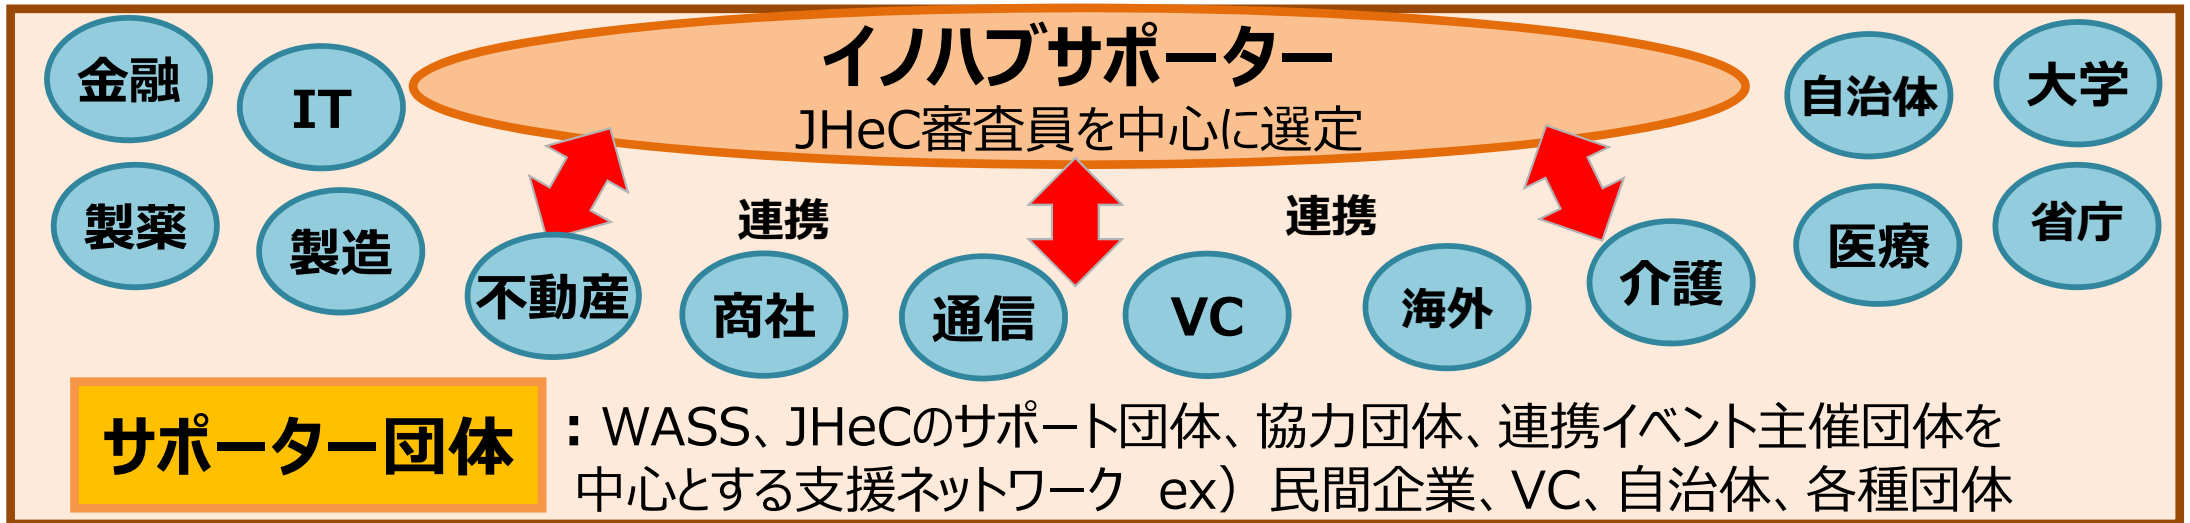 イノハブサポーター
JHeC審査員を中心に選定
金融
IT
製薬
製造
不動産
商社
通信
VC
海外
介護
自治体
大学
医療
省庁
連携
連携
サポーター団体
：WASS、JHeCのサポート団体、協力団体、連携イベント主催団体を
中心とする支援ネットワーク ex）民間企業、VC、自治体、各種団体